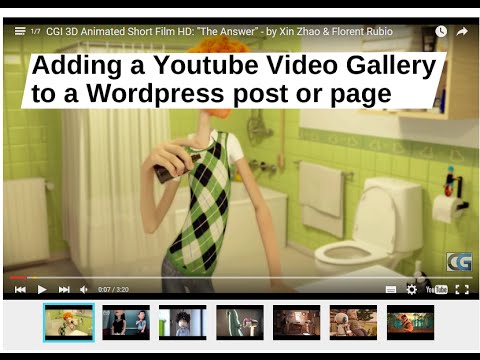 1/7 CGI 3D Animated Short Film HD: "The Answer" - by Xin Zhao & Florent Rubio
Adding a Youtube Video Gallery
to a Wordpress post or page
CG
0:07 / 3:20
YouTube